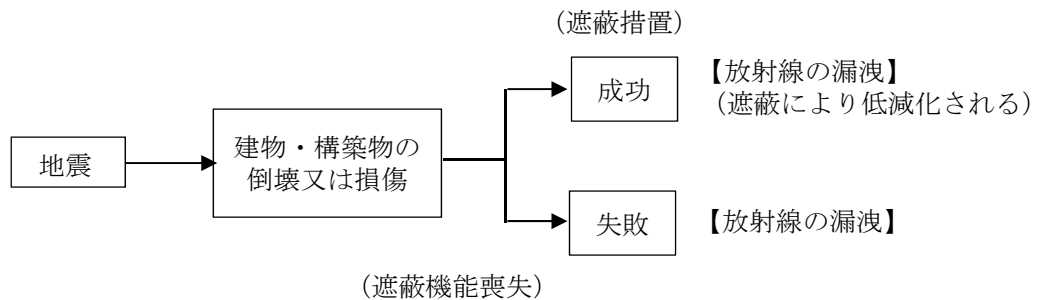 （遮蔽措置）
成功
【放射線の漏洩】
（遮蔽により低減化される）
地震
建物・構築物の
倒壊又は損傷
失敗
【放射線の漏洩】
（遮蔽機能喪失）